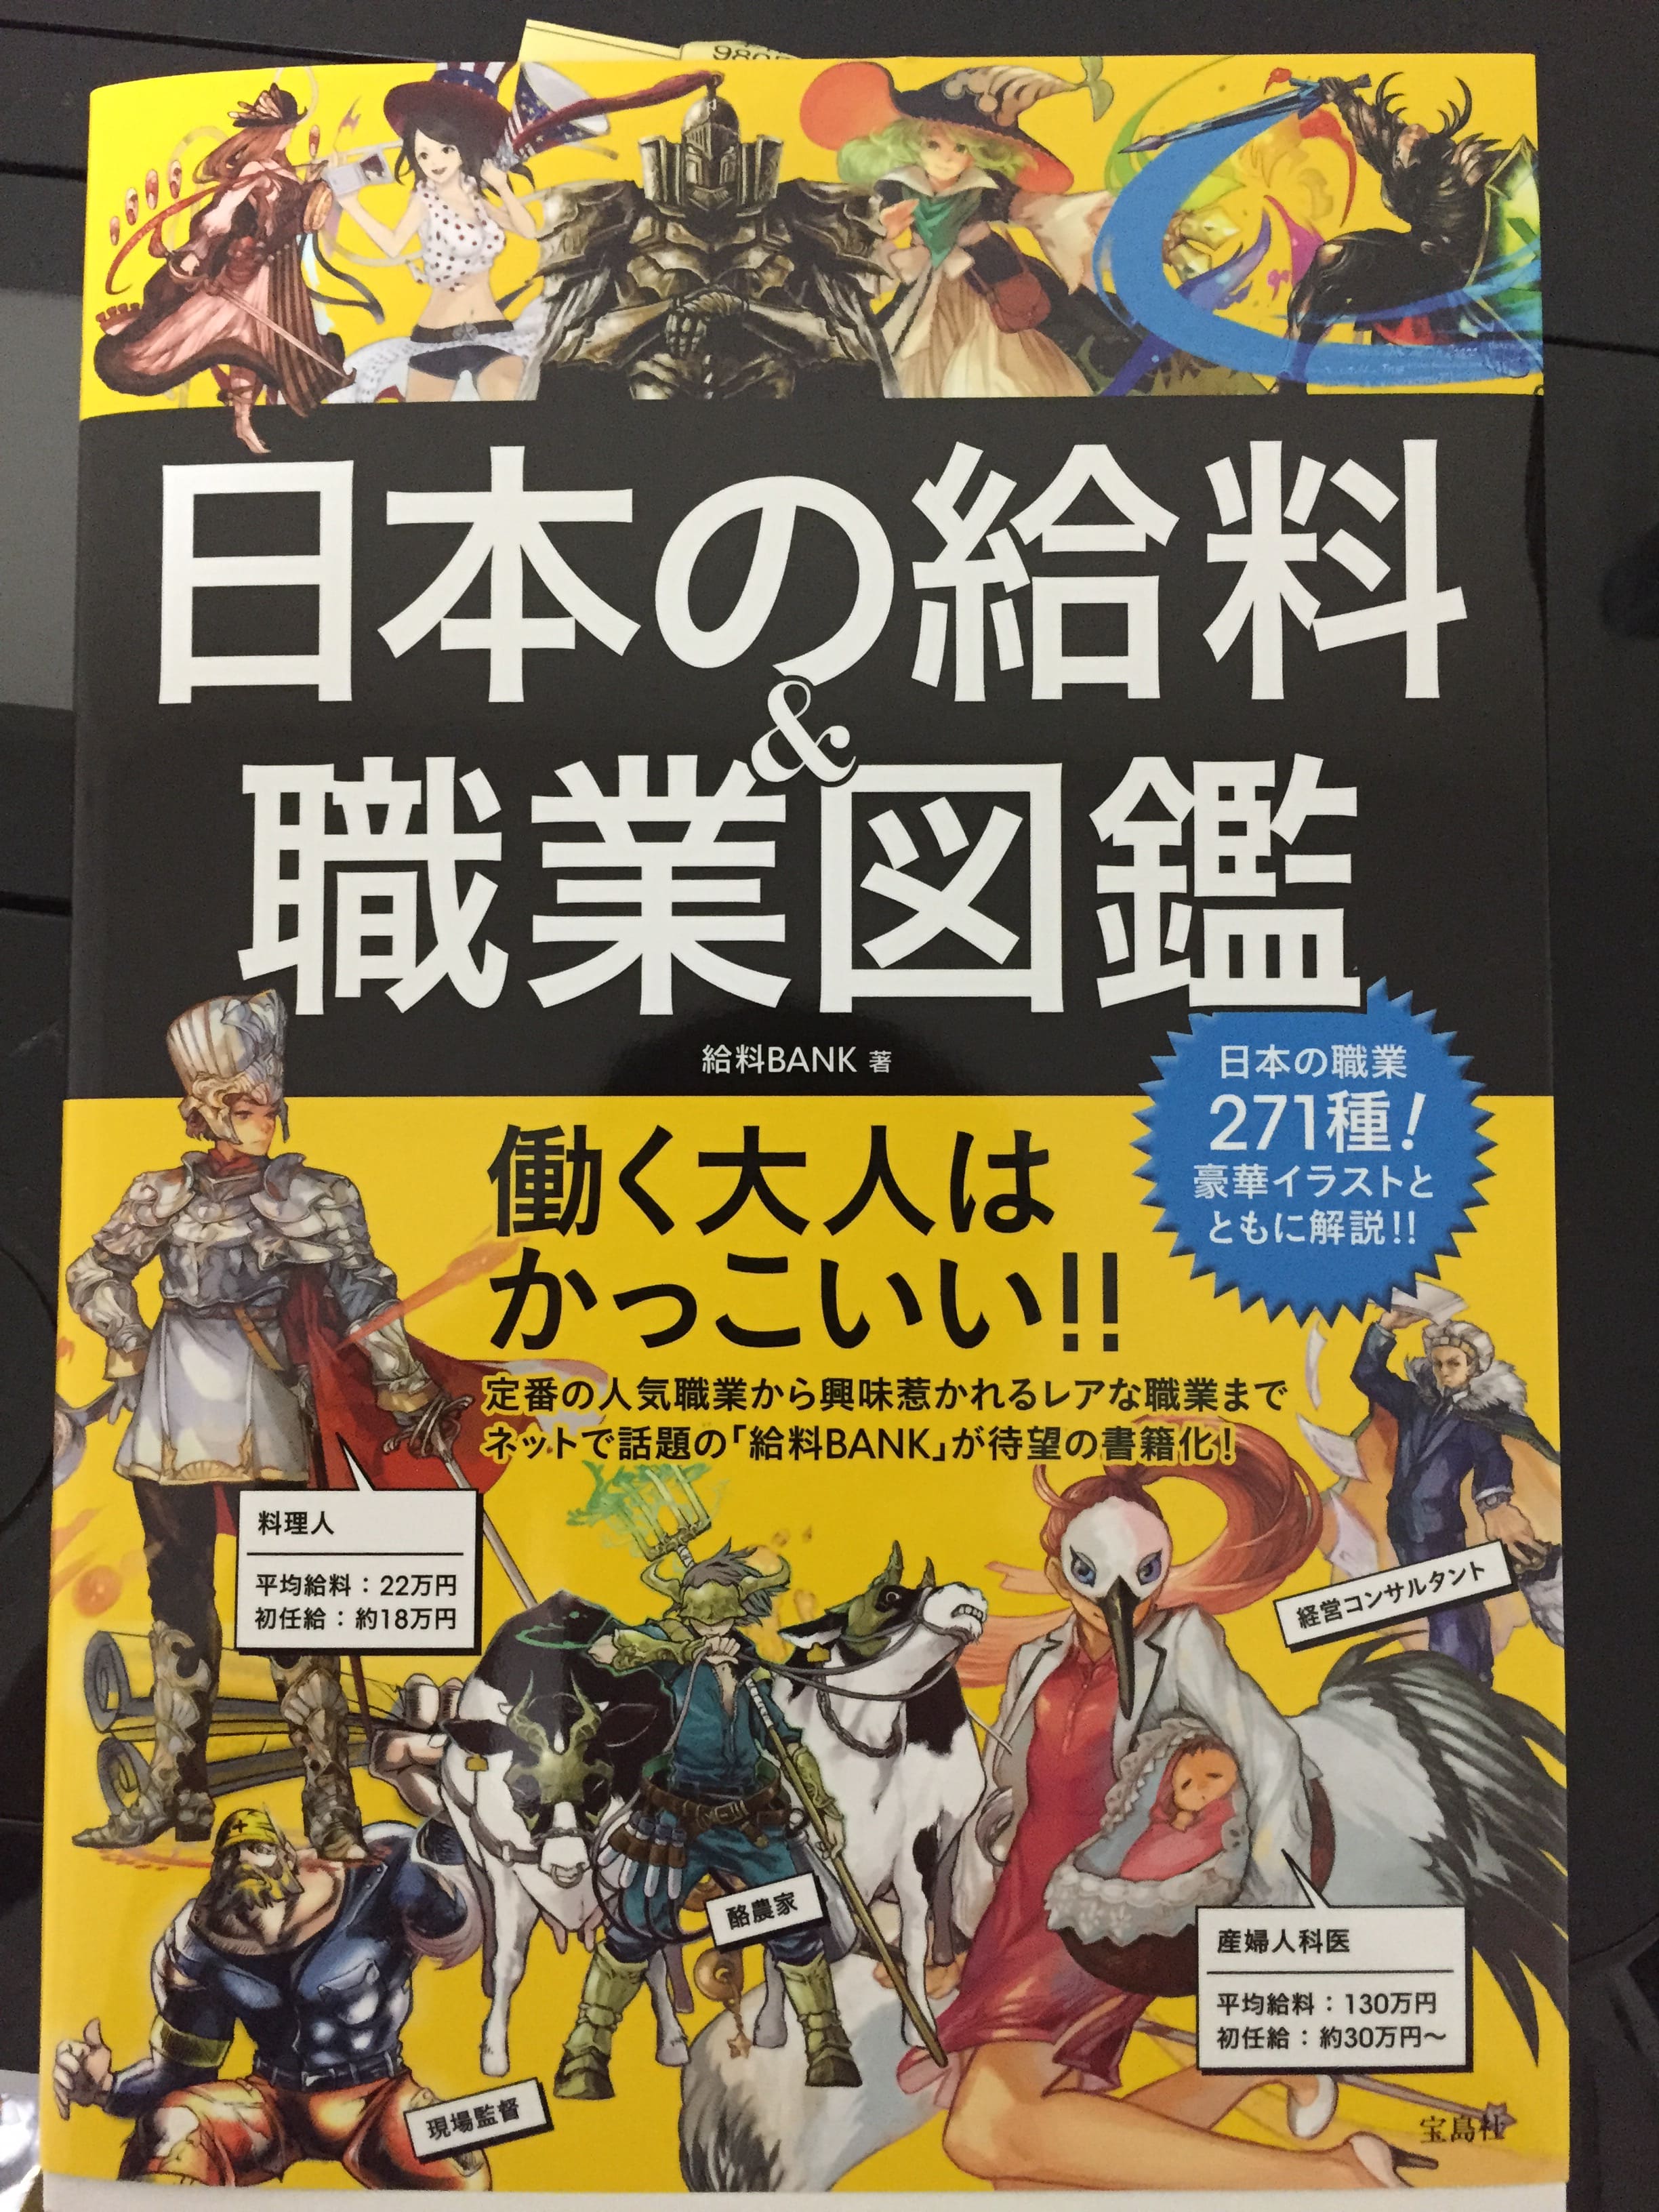 日本の給料
&
職業図鑑
給料BANK 著
日本の職業
271種!
豪華イラストと
ともに解説!!
働く大人は
かっこいい!!
定番の人気職業から興味惹かれるレアな職業まで
ネットで話題の「給料BANK」が待望の書籍化!
料理人
平均給料:22万円
初任給:約18万円
経営コンサルタント
酪農家
産婦人科医
平均給料:130万円
初任給:約30万円~
現場監督
宝島社